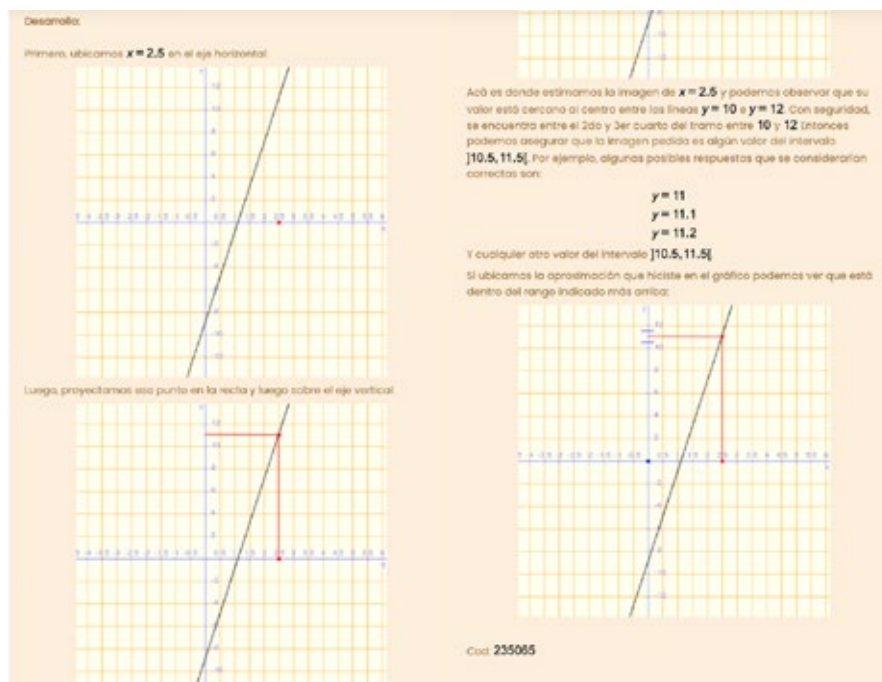 Desarrollo:
Primero, ubicamos x = 2.5 en el eje horizontal:
Luego, proyectamos ese punto en la recta y luego sobre el eje vertical:
Acá es donde estimamos la imagen de x = 2.5 y podemos observar que su
valor está cercano al centro entre las líneas y = 10 e y = 12. Con seguridad,
se encuentra entre el 2do y 3er cuarto del tramo entre 10 y 12. Entonces
podemos asegurar que la imagen pedida es algún valor del intervalo
]10.5, 11.5[. Por ejemplo, algunas posibles respuestas que se considerarían
correctas son:
y = 11
y = 11.1
y = 11.2
Y cualquier otro valor del intervalo ]10.5, 11.5[
Si ubicamos la aproximación que hiciste en el gráfico podemos ver que está
dentro del rango indicado más arriba:
Cod: 235065